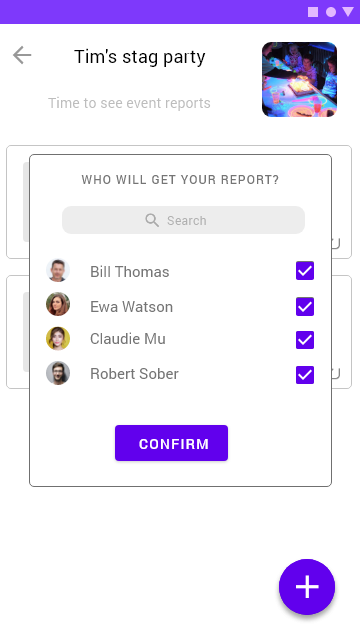 Tim's stag party
Time to see event reports
WHO WILL GET YOUR REPORT?
Search
Bill Thomas
Ewa Watson
Claudie Mu
Robert Sober
CONFIRM